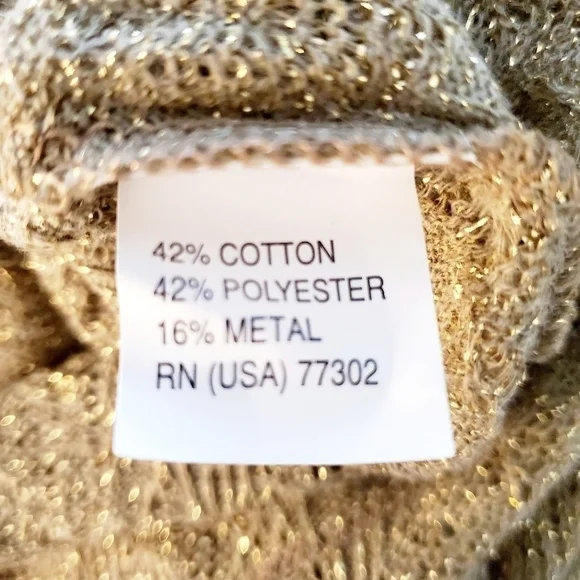 42% COTTON
42% POLYESTER
16% METAL
RN (USA) 77302